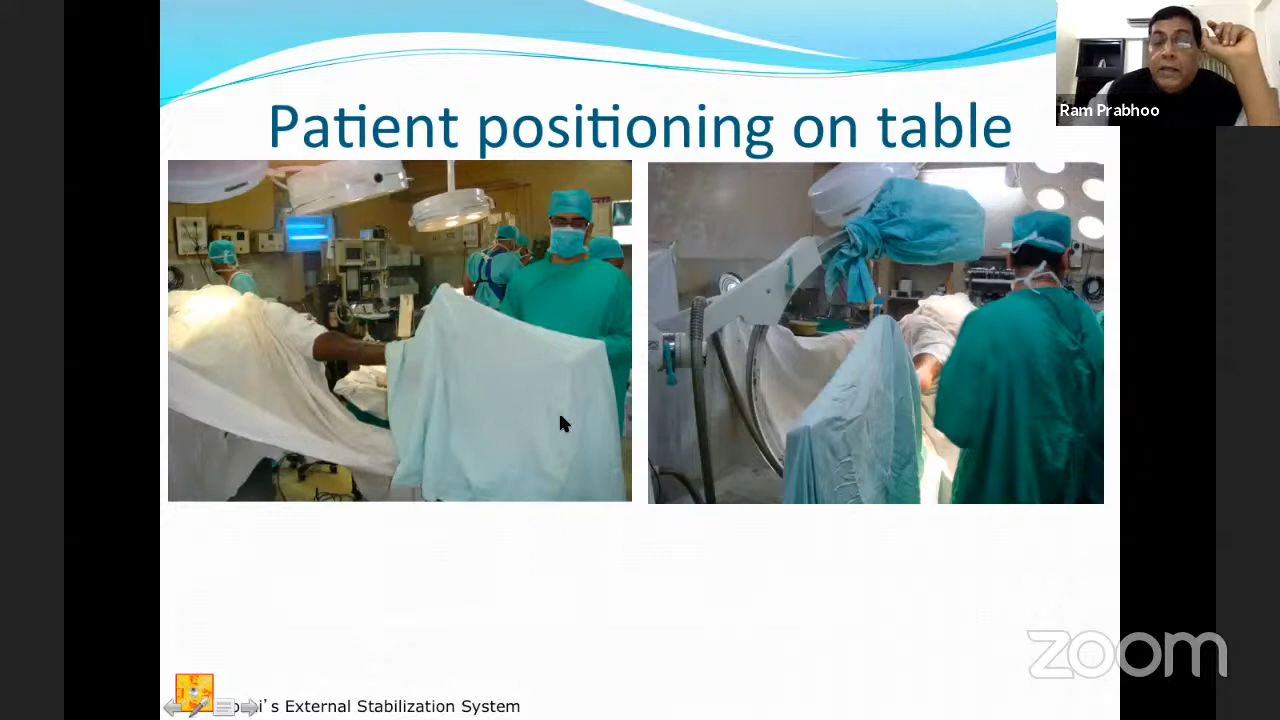 Patient positioning on table
Ram Prabhoo
's External Stabilization System
zoom